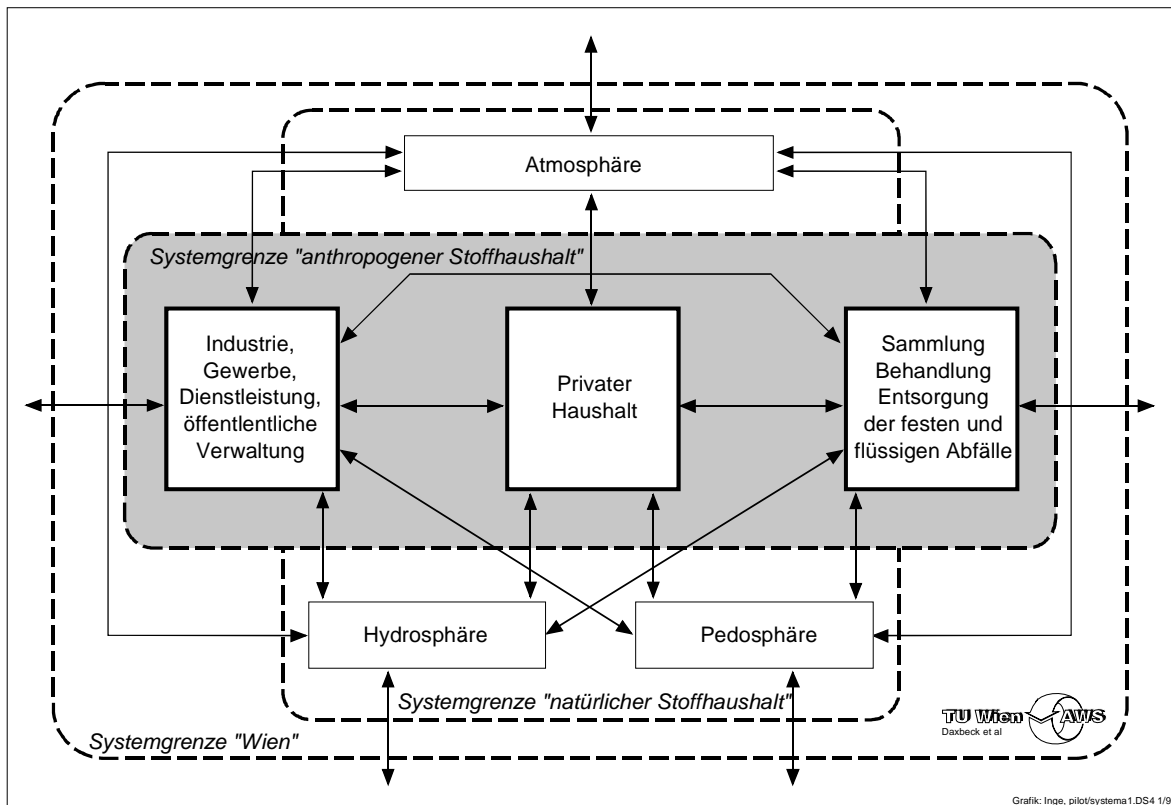 Atmosphäre
Systemgrenze "anthropogener Stoffhaushalt"
Industrie,
Gewerbe,
Dienstleistung,
öffententliche
Verwaltung
Privater
Haushalt
Sammlung
Behandlung
Entsorgung
der festen und
flüssigen Abfälle
Hydrosphäre
Pedosphäre
Systemgrenze "natürlicher Stoffhaushalt"
Systemgrenze "Wien"
TU Wien AWS
Daxbeck et al
Grafik: Inge, pilot/systema1.DS4 1/9